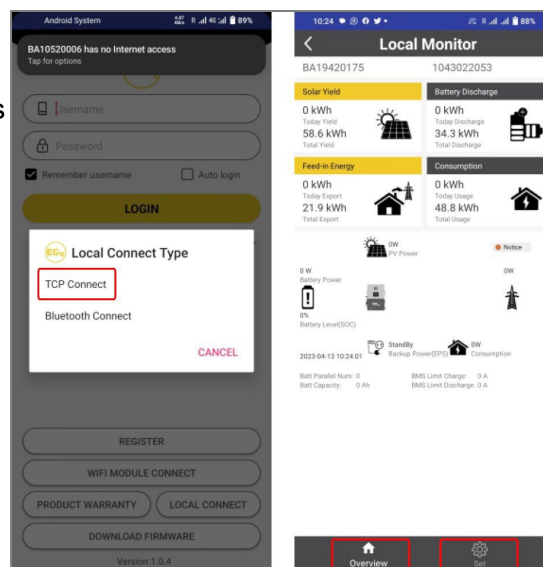 Android System
R 4G 89%
BA10520006 has no Internet access
Tap for options
s
Username
Password
Remember username
Auto login
LOGIN
EG4 Local Connect Type
TCP Connect
Bluetooth Connect
CANCEL
REGISTER
WIFI MODULE CONNECT
PRODUCT WARRANTY
LOCAL CONNECT
DOWNLOAD FIRMWARE
Version 1.0.4
10:24 R 88%
Local Monitor
BA19420175 1043022053
Solar Yield
0 kWh
Today Yield
58.6 kWh
Total Yield
Battery Discharge
0 kWh
Today Discharge
34.3 kWh
Total Discharge
Feed-in Energy
0 kWh
Today Export
21.9 kWh
Total Export
Consumption
0 kWh
Today Usage
48.8 kWh
Total Usage
0W
PV Power
Notice
0 W
Battery Power
0W
0%
Battery Level(SOC)
StandBy
Backup Power(EPS)
0W
Consumption
2023-04-13 10:24:01
Batt Parallel Num: 0 BMS Limit Charge: 0 A
Batt Capacity: 0 Ah BMS Limit Discharge: 0 A
Overview
Set